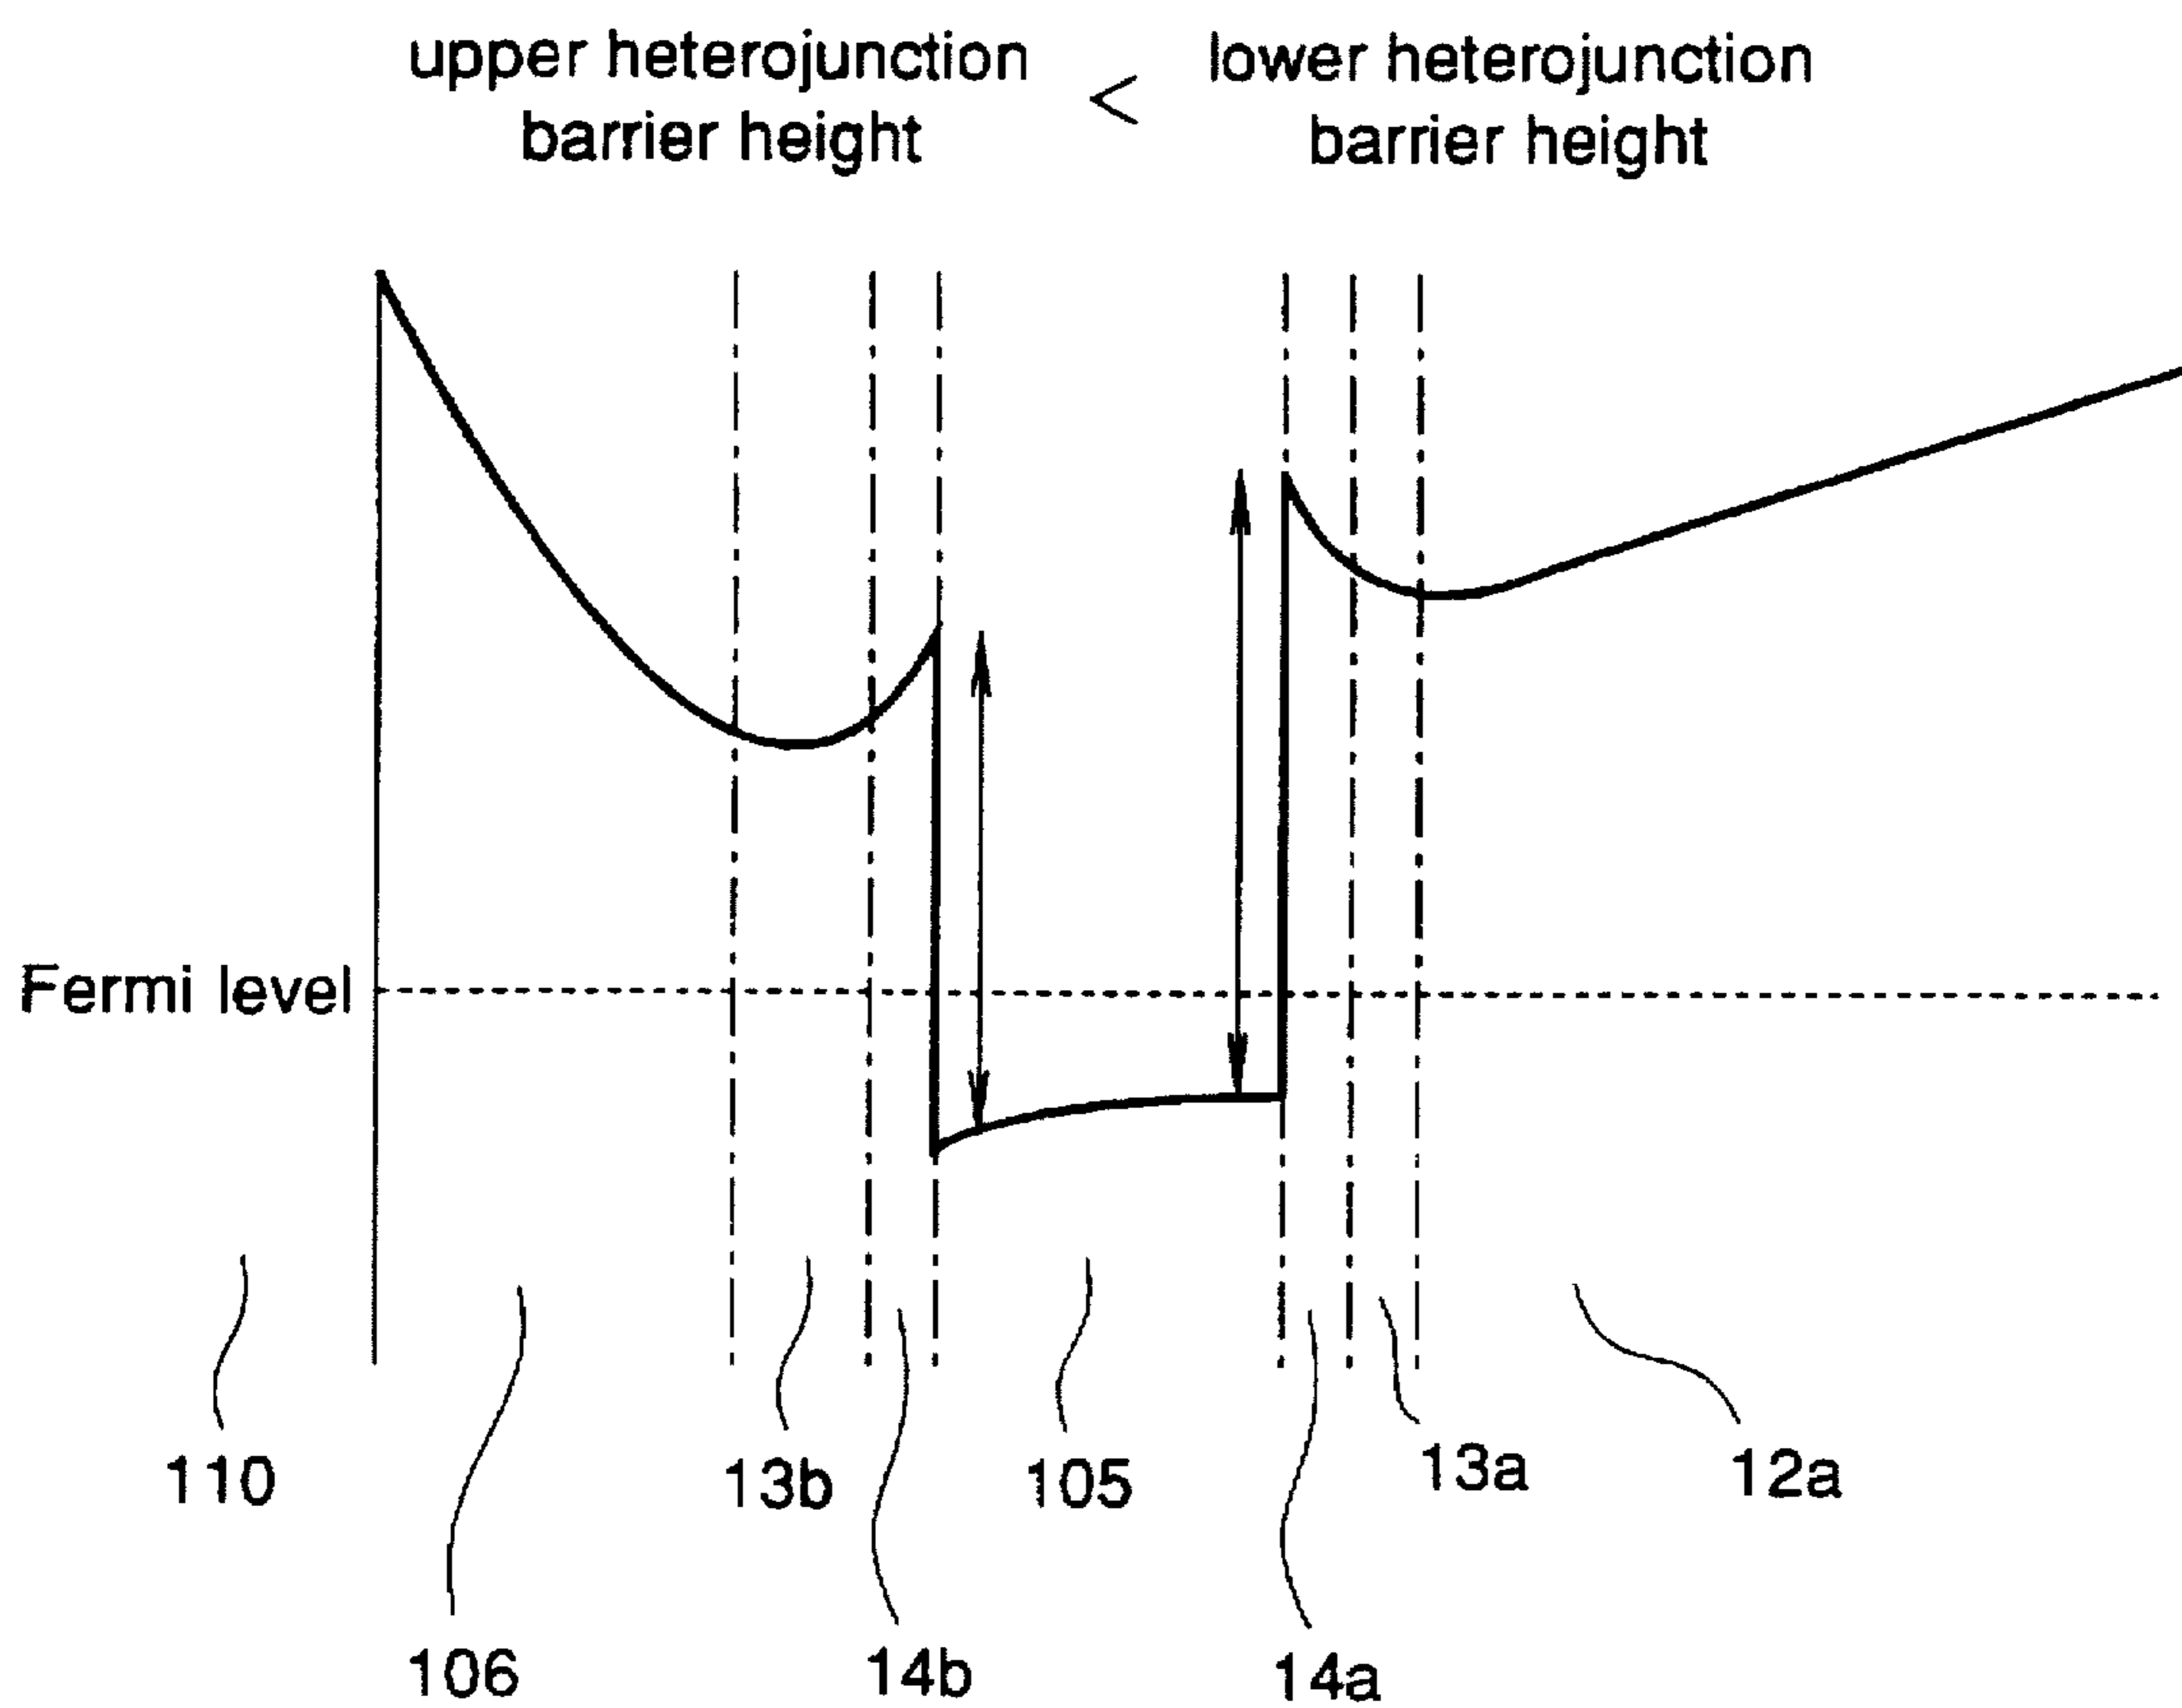 upper heterojunction
barrier height
<
lower heterojunction
barrier height
Fermi level
110
106
13b
14b
105
14a
13a
12a